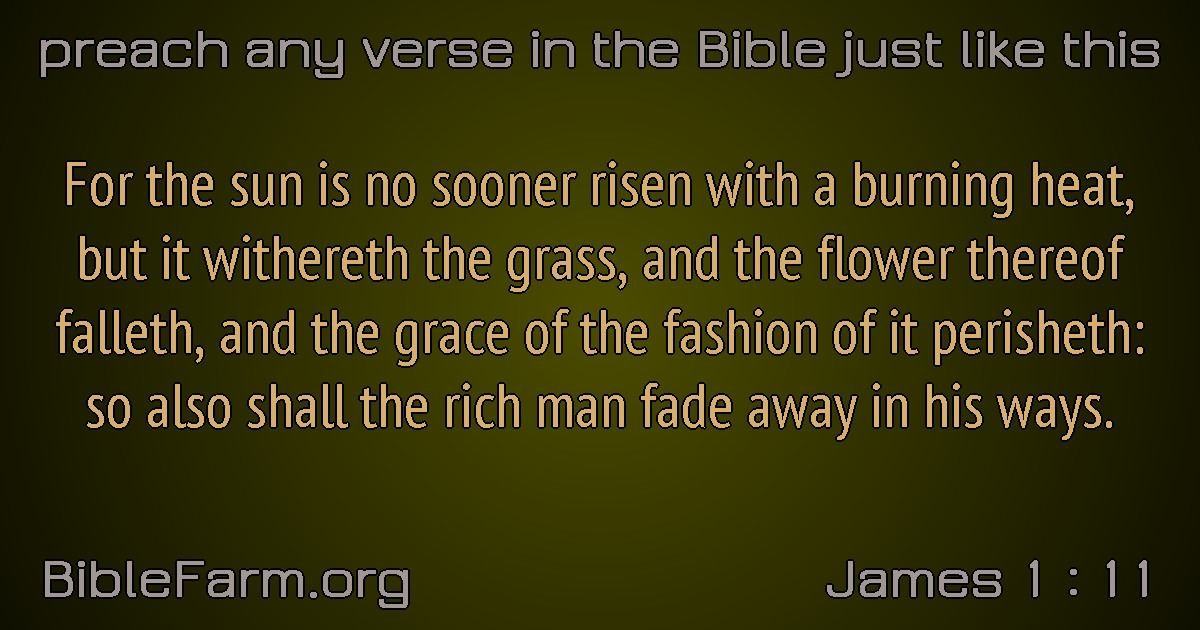 preach any verse in the Bible just like this
For the sun is no sooner risen with a burning heat,
but it withereth the grass, and the flower thereof
falleth, and the grace of the fashion of it perisheth:
so also shall the rich man fade away in his ways.
BibleFarm.org
James 1 : 11